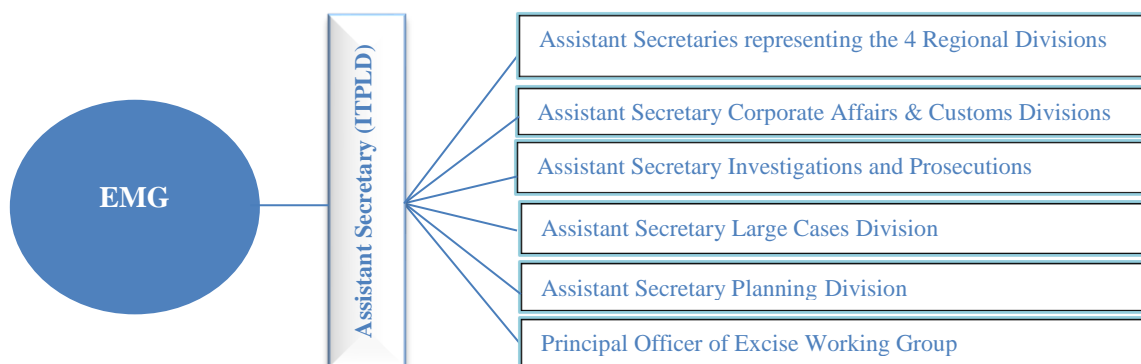 EMG
Assistant Secretary (ITPLD)
Assistant Secretaries representing the 4 Regional Divisions
Assistant Secretary Corporate Affairs & Customs Divisions
Assistant Secretary Investigations and Prosecutions
Assistant Secretary Large Cases Division
Assistant Secretary Planning Division
Principal Officer of Excise Working Group